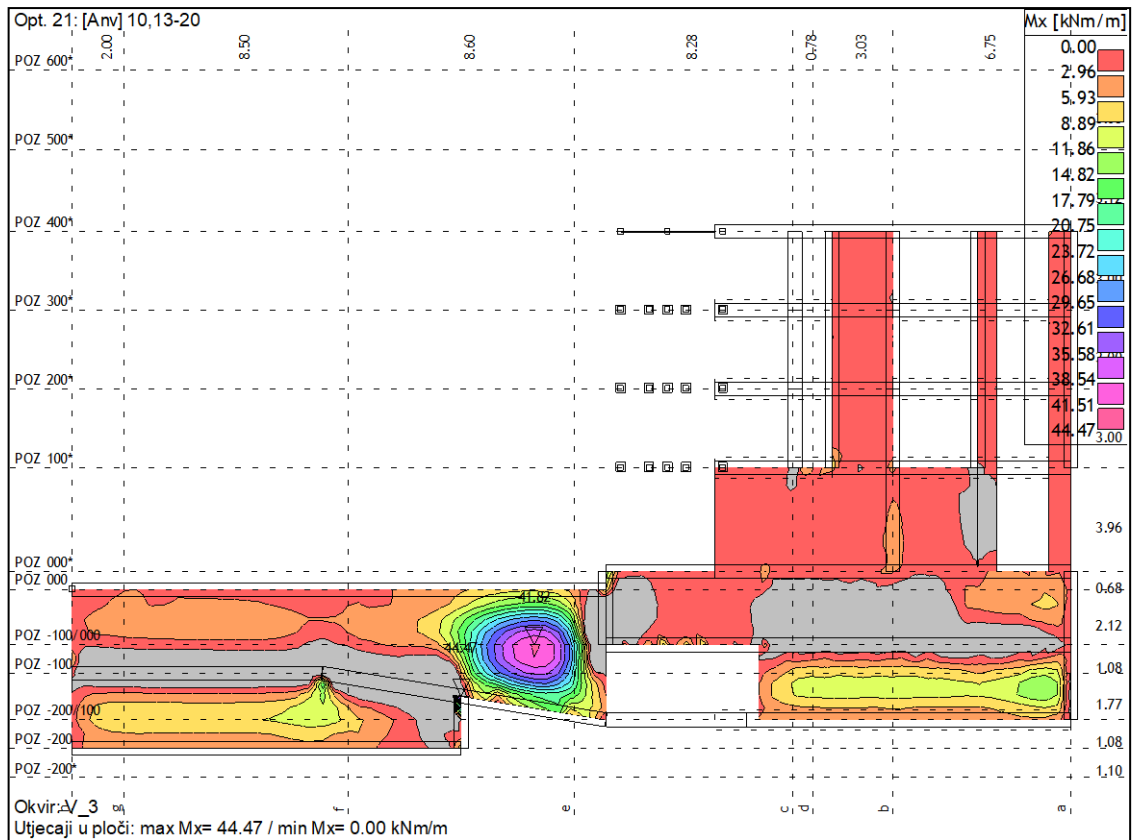 Opt. 21: [Anv] 10,13-20
Mx [kNm/m]
2.00
8.50
8.60
8.28
0.78
3.03
6.75
0.00
2.96
5.93
8.89
11.86
14.82
17.79
20.75
23.72
26.68
29.65
32.61
35.58
38.54
41.51
44.47
POZ 600*
POZ 500*
POZ 400*
POZ 300*
POZ 200*
POZ 100*
3.00
3.96
POZ 000*
POZ 000
0.68
41.82
POZ -100/000
2.12
44.47
POZ -100
1.08
POZ -200/100
1.77
POZ -200
1.08
POZ -200*
1.10
g
f
e
c
d
b
a
Okvir: V_3
Utjecaji u ploči: max Mx= 44.47 / min Mx= 0.00 kNm/m